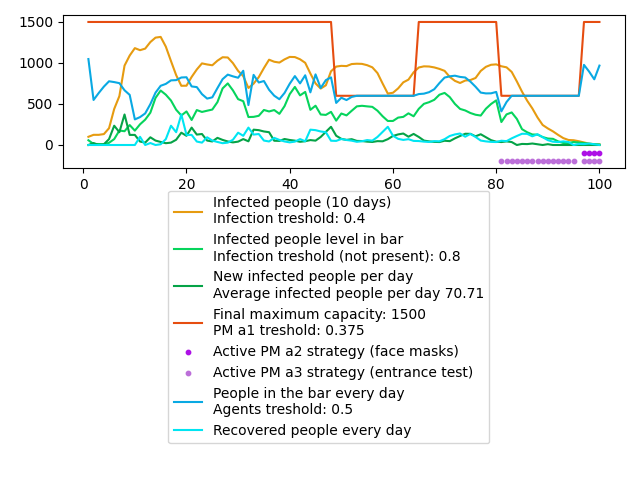 1500
1000
500
0
0 20 40 60 80 100
Infected people (10 days)
Infection treshold: 0.4
Infected people level in bar
Infection treshold (not present): 0.8
New infected people per day
Average infected people per day 70.71
Final maximum capacity: 1500
PM a1 treshold: 0.375
Active PM a2 strategy (face masks)
Active PM a3 strategy (entrance test)
People in the bar every day
Agents treshold: 0.5
Recovered people every day